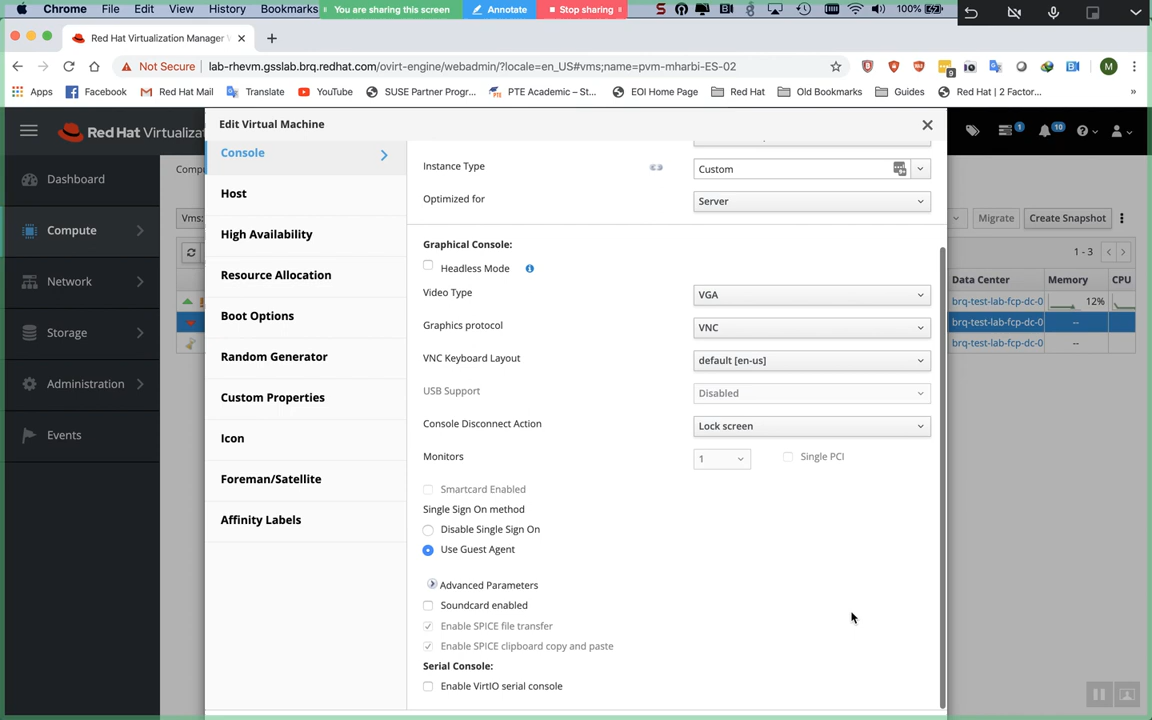 Chrome File Edit View History Bookmarks You are sharing this screen Annotate Stop sharing 100%
Red Hat Virtualization Manager
Not Secure lab-rhevm.gsslab.brq.redhat.com/ovirt-engine/webadmin/?locale=en_US#vms;name=pvm-mharbi-ES-02 9 M
Apps Facebook Red Hat Mail Translate YouTube SUSE Partner Progr... PTE Academic – St... EOI Home Page Red Hat Old Bookmarks Guides Red Hat | 2 Factor... »
Red Hat Virtualiza 1 10
Edit Virtual Machine
Dashboard
Compute
Network
Storage
Administration
Events
Compu
Vms:
Console
Host
High Availability
Resource Allocation
Boot Options
Random Generator
Custom Properties
Icon
Foreman/Satellite
Affinity Labels
Instance Type Custom
Optimized for Server
Graphical Console:
Headless Mode
Video Type VGA
Graphics protocol VNC
VNC Keyboard Layout default [en-us]
USB Support Disabled
Console Disconnect Action Lock screen
Monitors 1 Single PCI
Smartcard Enabled
Single Sign On method
Disable Single Sign On
Use Guest Agent
Advanced Parameters
Soundcard enabled
Enable SPICE file transfer
Enable SPICE clipboard copy and paste
Serial Console:
Enable VirtIO serial console
Migrate Create Snapshot
1 - 3
Data Center Memory CPU
brq-test-lab-fcp-dc-0 12%
brq-test-lab-fcp-dc-0 --
brq-test-lab-fcp-dc-0 --